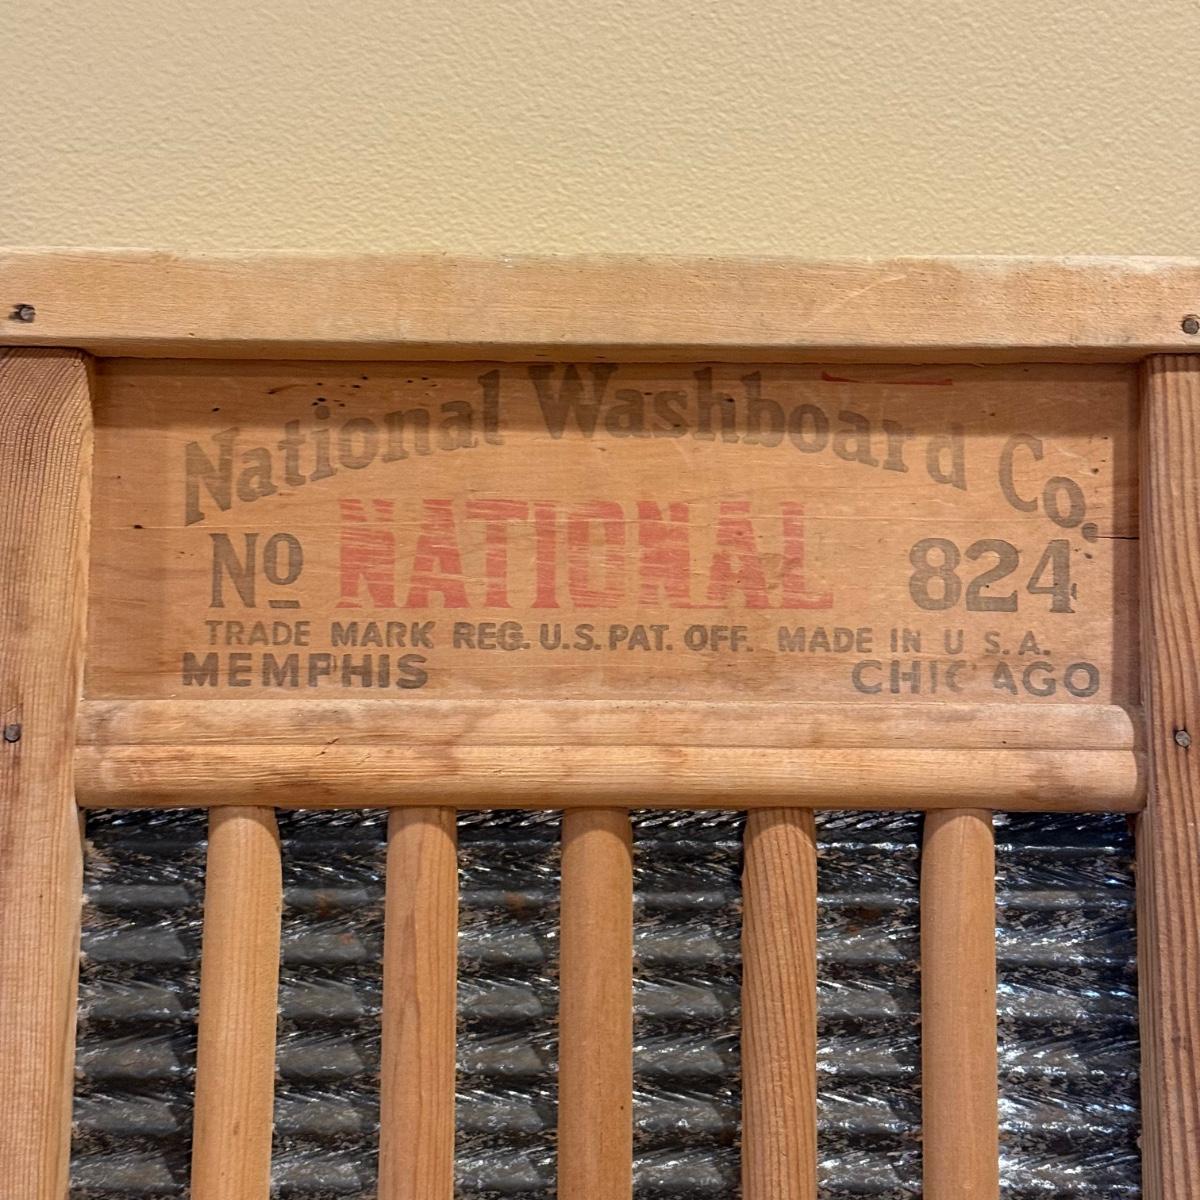 National Washboard Co.
No NATIONAL 824
TRADE MARK REG. U.S. PAT. OFF. MADE IN U S.A.
MEMPHIS CHICAGO